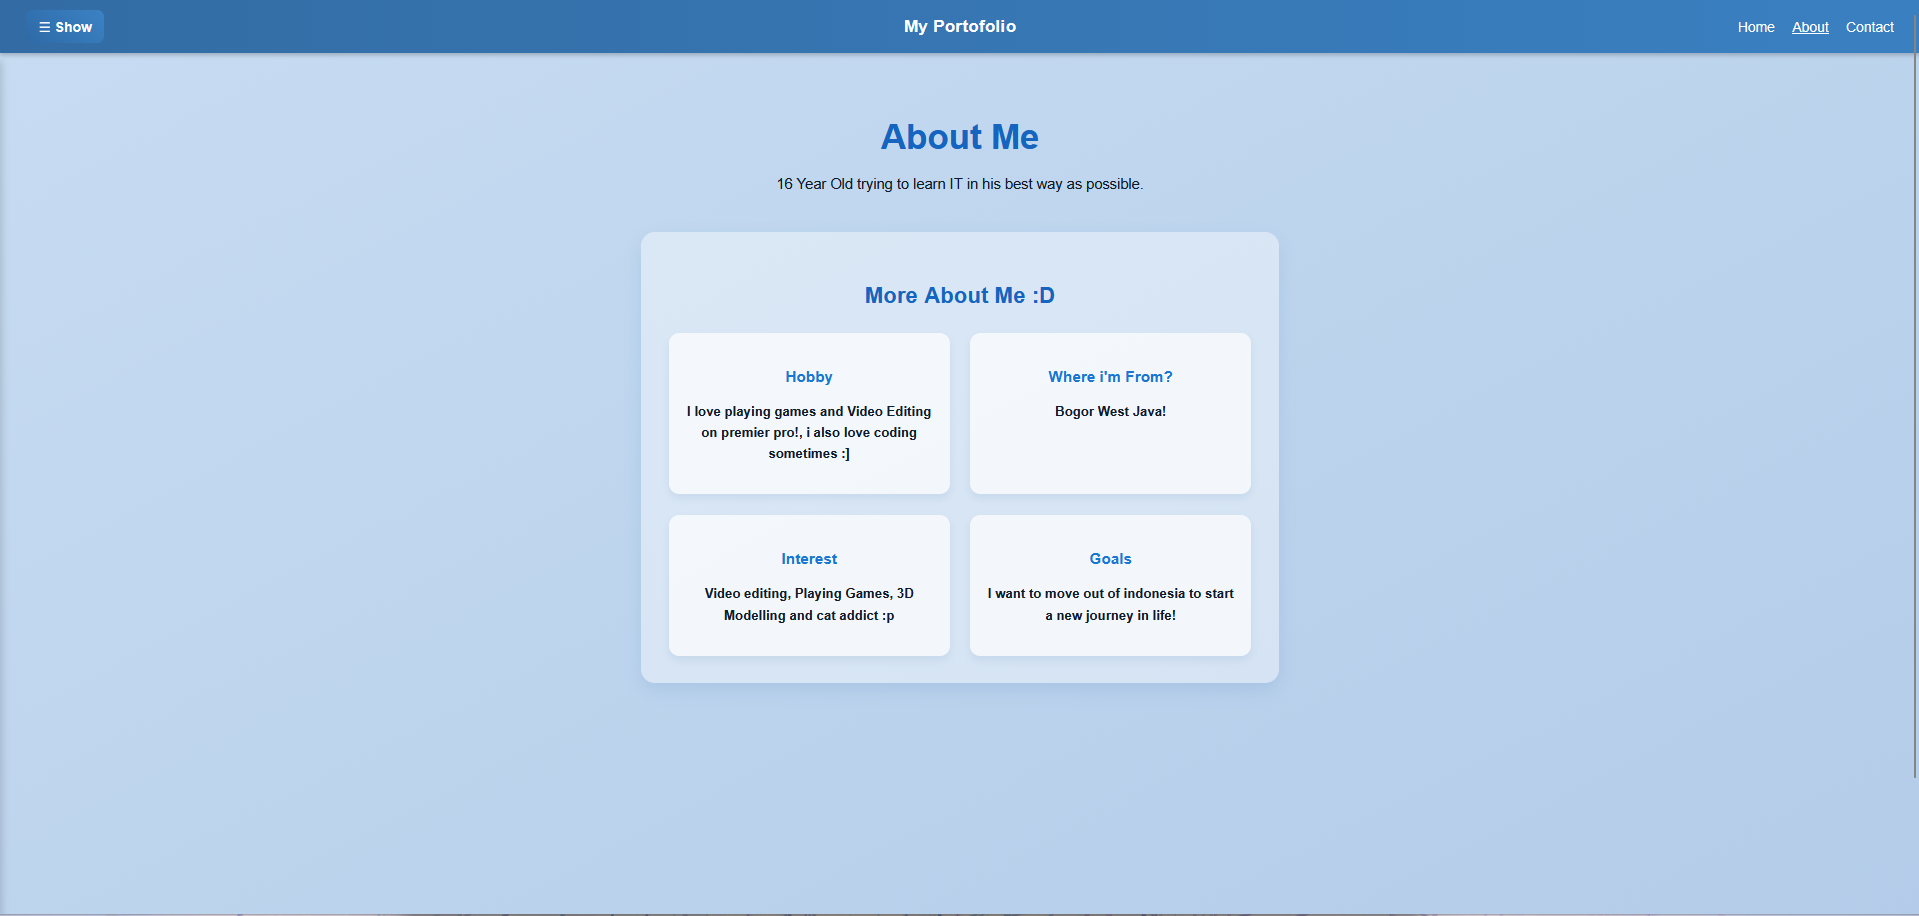 ☰ Show
My Portofolio
Home About Contact
About Me
16 Year Old trying to learn IT in his best way as possible.
More About Me :D
Hobby
I love playing games and Video Editing
on premier pro!, i also love coding
sometimes :]
Where i'm From?
Bogor West Java!
Interest
Video editing, Playing Games, 3D
Modelling and cat addict :p
Goals
I want to move out of indonesia to start
a new journey in life!